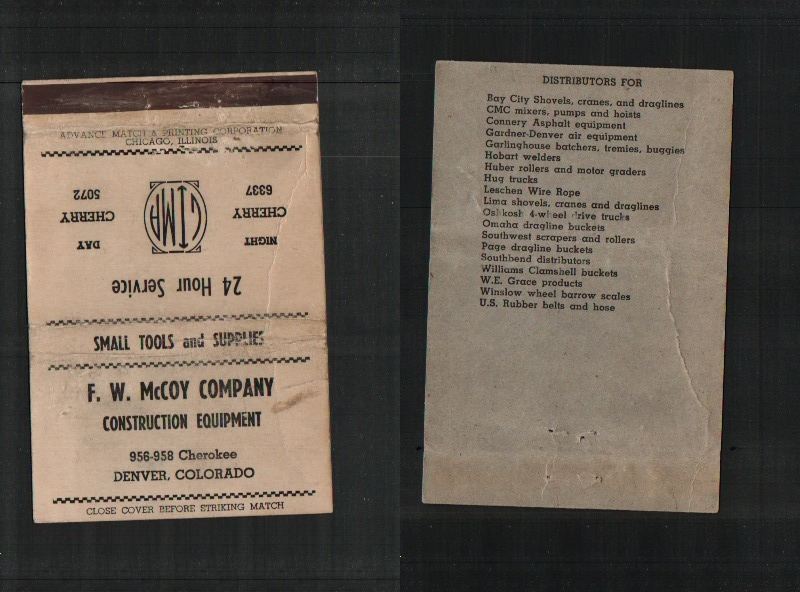 ADVANCE MATCH & PRINTING CORPORATION
CHICAGO, ILLINOIS
24 Hour Service
NIGHT
CHERRY
6337
LIMA
DAY
CHERRY
5072
SMALL TOOLS and SUPPLIES
F. W. McCOY COMPANY
CONSTRUCTION EQUIPMENT
956-958 Cherokee
DENVER, COLORADO
CLOSE COVER BEFORE STRIKING MATCH
DISTRIBUTORS FOR
Bay City Shovels, cranes, and draglines
CMC mixers, pumps and hoists
Connery Asphalt equipment
Gardner-Denver air equipment
Garlinghouse batchers, tremies, buggies
Hobart welders
Huber rollers and motor graders
Hug trucks
Leschen Wire Rope
Lima shovels, cranes and draglines
Oshkosh 4-wheel drive trucks
Omaha dragline buckets
Southwest scrapers and rollers
Page dragline buckets
Southbend distributors
Williams Clamshell buckets
W.E. Grace products
Winslow wheel barrow scales
U.S. Rubber belts and hose